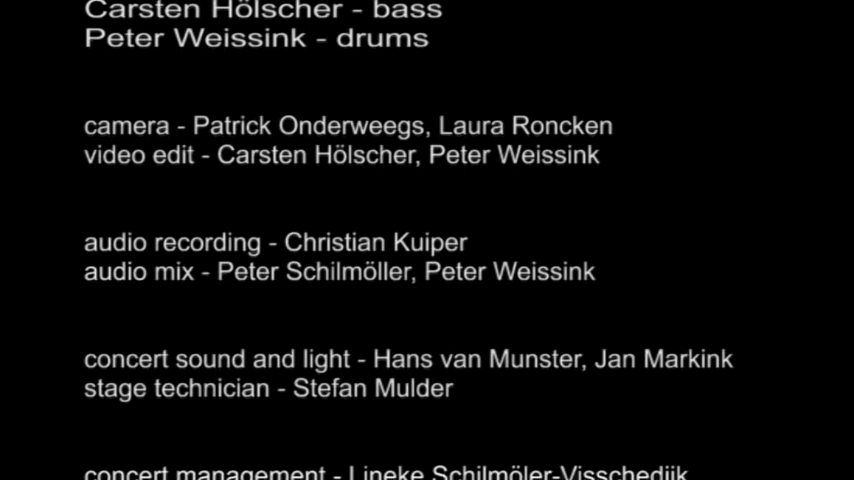 Carsten Hölscher - bass
Peter Weissink - drums
camera - Patrick Onderweegs, Laura Roncken
video edit - Carsten Hölscher, Peter Weissink
audio recording - Christian Kuiper
audio mix - Peter Schilmöller, Peter Weissink
concert sound and light - Hans van Munster, Jan Markink
stage technician - Stefan Mulder
concert management - Lineke Schilmöler-Visschedijk